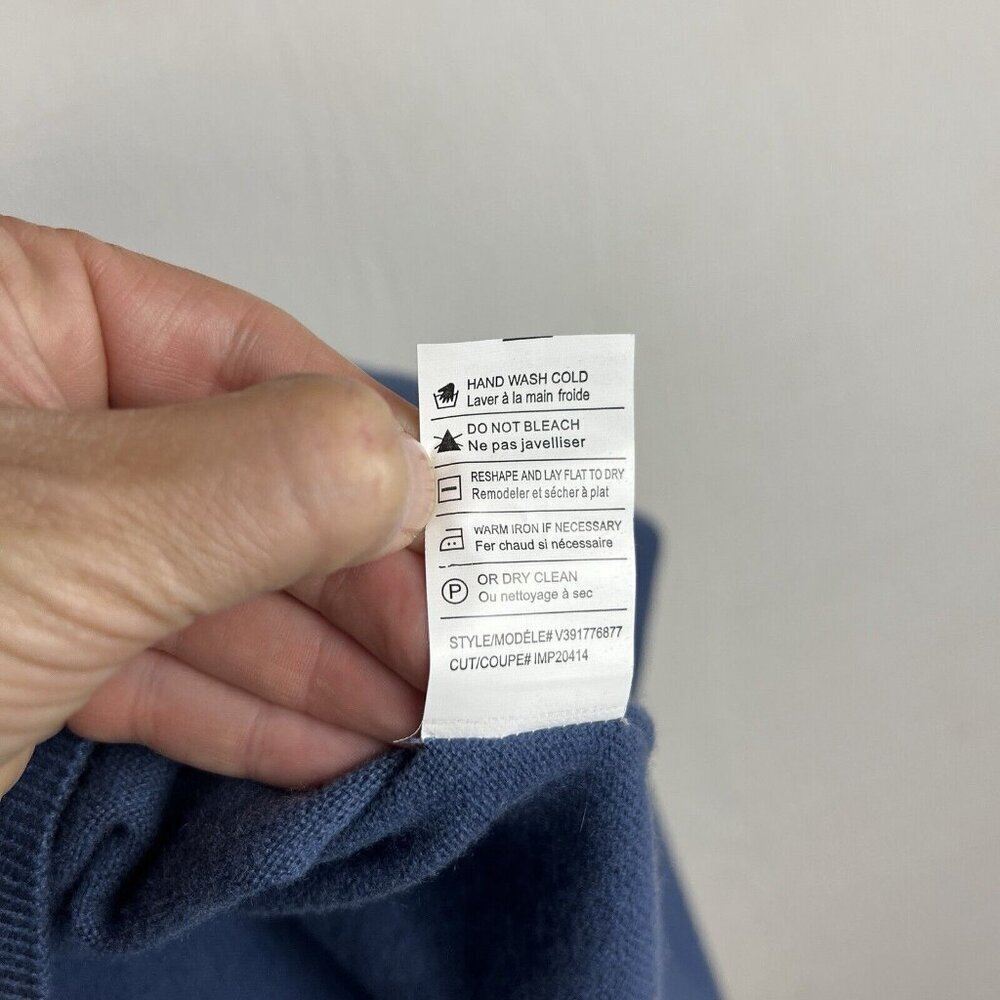 HAND WASH COLD
Laver à la main froide
DO NOT BLEACH
Ne pas javelliser
RESHAPE AND LAY FLAT TO DRY
Remodeler et sécher à plat
WARM IRON IF NECESSARY
Fer chaud si nécessaire
P
OR DRY CLEAN
Ou nettoyage à sec
STYLE/MODÈLE# V391776877
CUT/COUPE# IMP20414